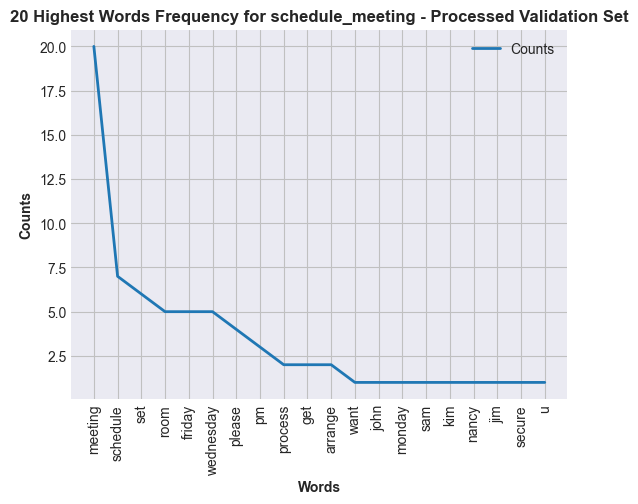 20 Highest Words Frequency for schedule_meeting - Processed Validation Set
Counts
20.0
17.5
15.0
12.5
10.0
7.5
5.0
2.5
Counts
meeting
schedule
set
room
friday
wednesday
please
pm
process
get
arrange
want
john
monday
sam
kim
nancy
jim
secure
u
Words